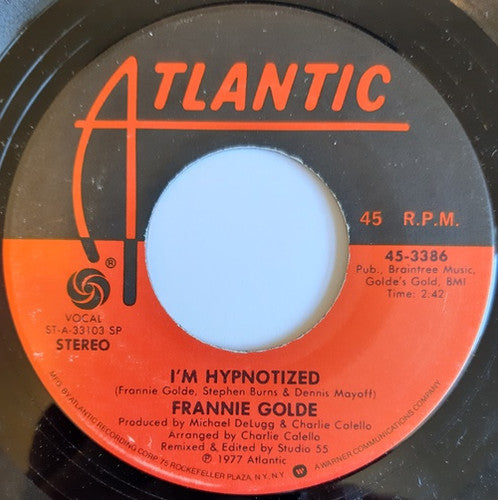 ATLANTIC
45 R.P.M.
®
VOCAL
ST-A-33103 SP
STEREO
45-3386
Pub., Braintree Music,
Golde's Gold, BMI
Time: 2:42
I'M HYPNOTIZED
(Frannie Golde, Stephen Burns & Dennis Mayoff)
FRANNIE GOLDE
Produced by Michael DeLugg & Charlie Calello
Arranged by Charlie Calello
Remixed & Edited by Studio 55
℗ 1977 Atlantic
MFG. BY ATLANTIC RECORDING CORP. 75 ROCKEFELLER PLAZA, N.Y. N.Y. W A WARNER COMMUNICATIONS COMPANY